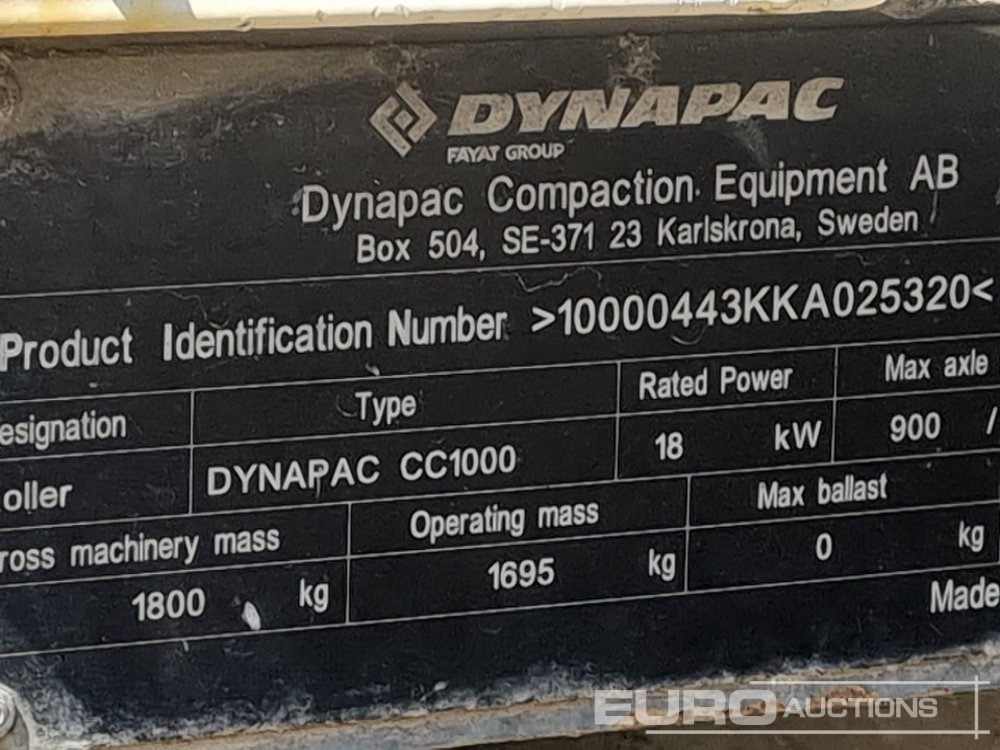 DYNAPAC
FAYAT GROUP
Dynapac Compaction Equipment AB
Box 504, SE-371 23 Karlskrona, Sweden
Product Identification Number >10000443KKA025320<
esignation Type Rated Power Max axle
oller DYNAPAC CC1000 18 kW 900 /
ross machinery mass Operating mass Max ballast
1800 kg 1695 kg 0 kg
Made
EURO AUCTIONS